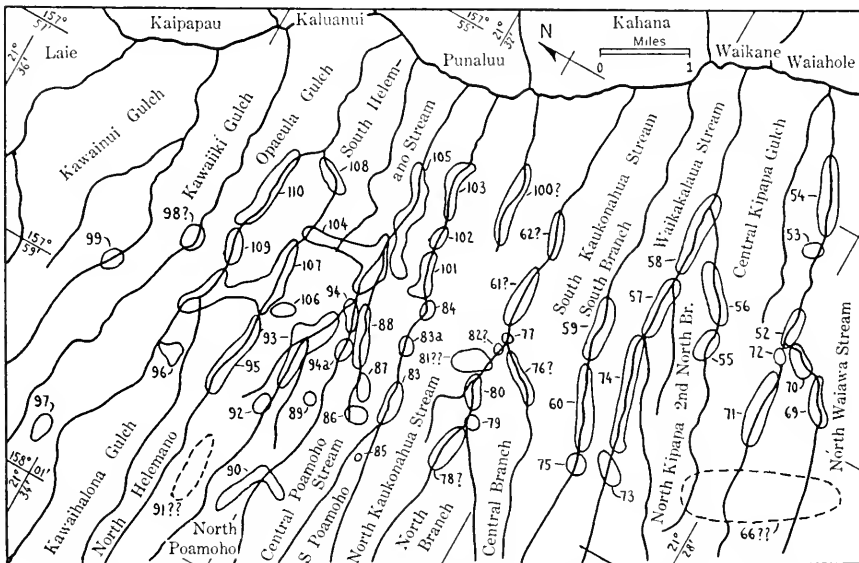 157°
51'
21°
36'
Laie
Kaipapau
Kaluanui
Punaluu
157°
55'
21°
32'
Kahana
Waikane
Waiahole
N
Miles
0
1
Kawainui Gulch
Kawaiiki Gulch
Opaeula Gulch
South Helem-
ano Stream
South Kaukonahua Stream
South Branch
Waikakalaua Stream
Central Kipapa Gulch
North Waiawa Stream
157°
59'
99
98?
110
108
109
104
105
103
100?
102
62?
107
101
54
53
58
106
94
88
84
61?
59
57
56
52
93
95
94a
83a
82?
77
81??
76?
55
72
70
96
97
92
89
86
87
83
80
79
60
74
71
69
85
78?
75
73
90
91??
66??
158°
01'
21°
34'
Kawaihalona Gulch
North Helemano
North
Poamoho
Central Poamoho
Stream
S Poamoho
North Kaukonahua Stream
North
Branch
Central Branch
North Kipapa 2nd North Br.
21°
28'